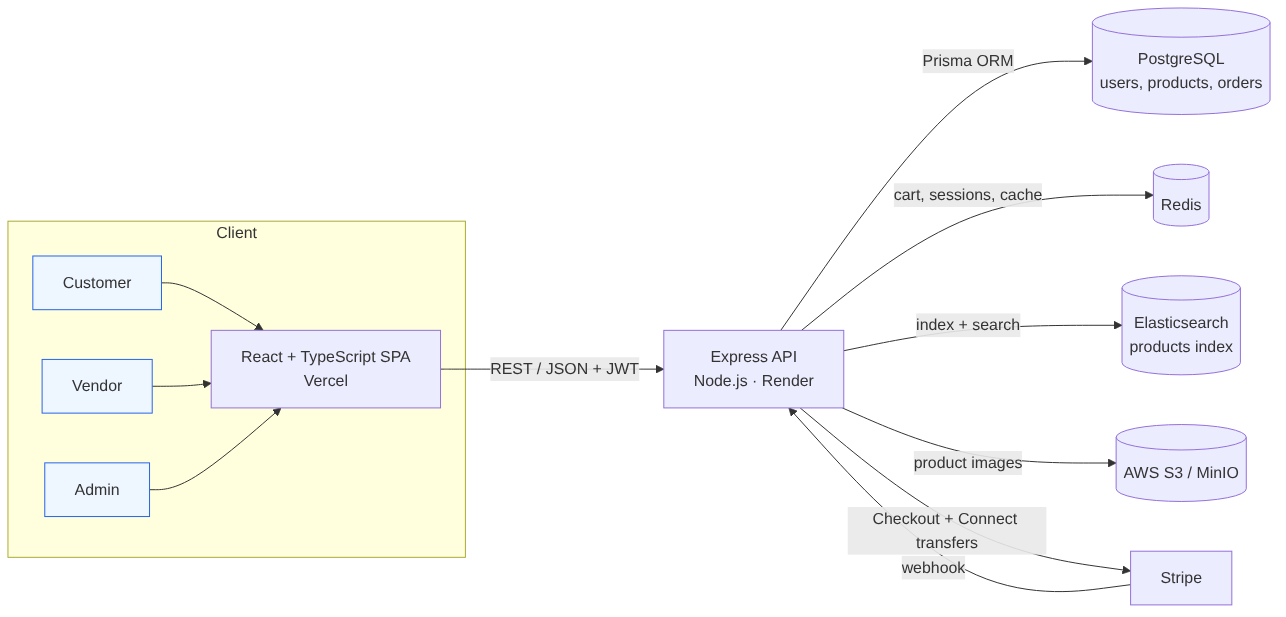 Client
Customer
Vendor
Admin
React + TypeScript SPA
Vercel
REST / JSON + JWT
Express API
Node.js · Render
Prisma ORM
cart, sessions, cache
index + search
product images
Checkout + Connect
transfers
webhook
PostgreSQL
users, products, orders
Redis
Elasticsearch
products index
AWS S3 / MinIO
Stripe